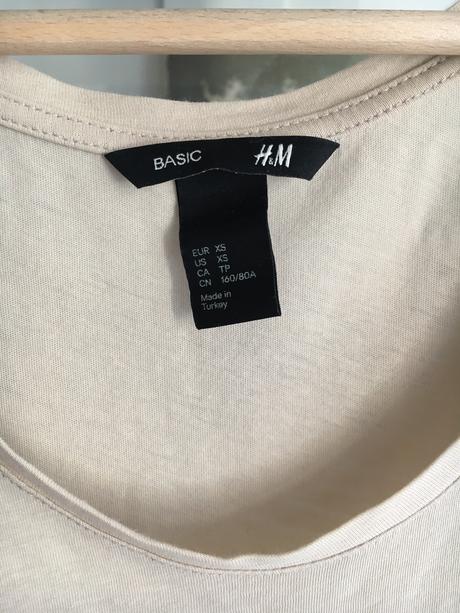 BASIC H&M
EUR XS
US XS
CA TP
CN 160/80A
Made in
Turkey